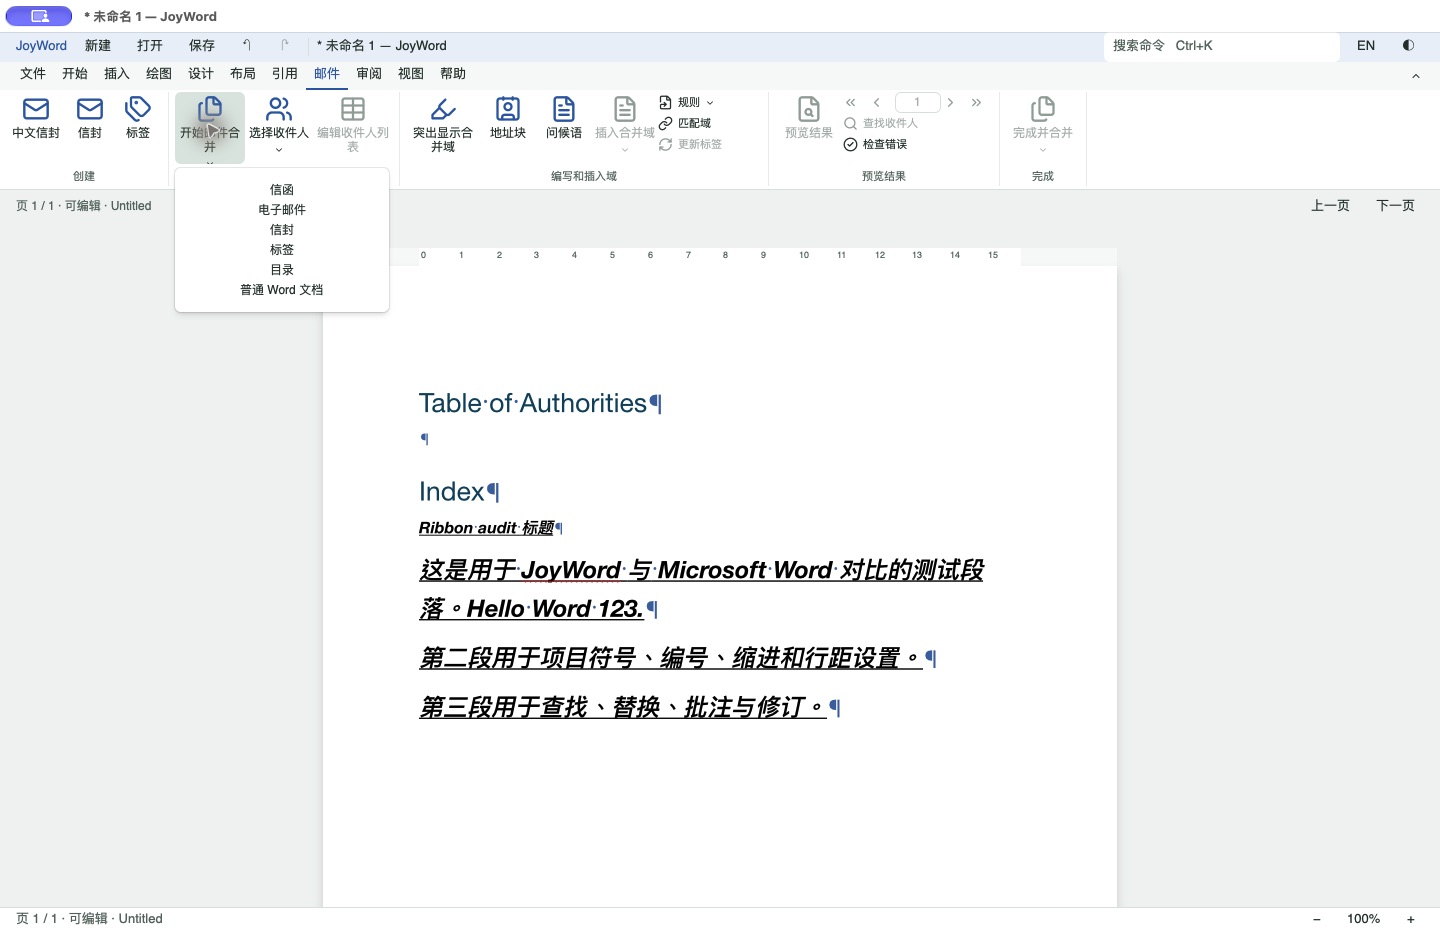 * 未命名 1 — JoyWord
JoyWord 新建 打开 保存 * 未命名 1 — JoyWord 搜索命令 Ctrl+K EN
文件 开始 插入 绘图 设计 布局 引用 邮件 审阅 视图 帮助
中文信封 信封 标签
创建
开始邮件合并
选择收件人
编辑收件人列表
突出显示合并域
地址块
问候语
插入合并域
规则
匹配域
更新标签
编写和插入域
预览结果
1
查找收件人
检查错误
预览结果
完成并合并
完成
信函
电子邮件
信封
标签
目录
普通 Word 文档
页 1 / 1 · 可编辑 · Untitled 上一页 下一页
0 1 2 3 4 5 6 7 8 9 10 11 12 13 14 15
Table·of·Authorities¶
¶
Index¶
Ribbon·audit·标题¶
这是用于·JoyWord·与·Microsoft·Word·对比的测试段
落。Hello·Word·123.¶
第二段用于项目符号、编号、缩进和行距设置。¶
第三段用于查找、替换、批注与修订。¶
页 1 / 1 · 可编辑 · Untitled − 100% +